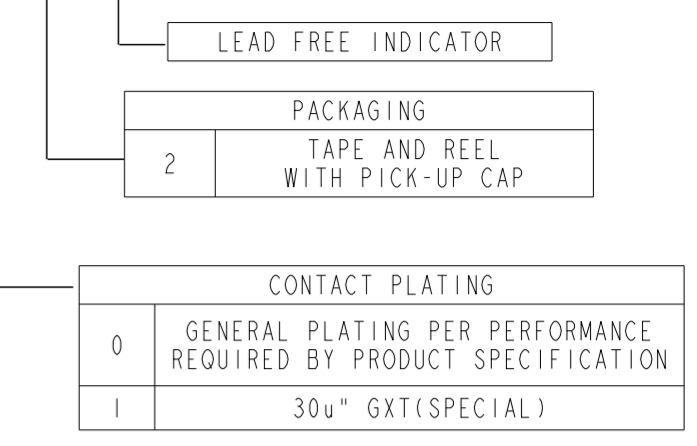 LEAD FREE INDICATOR
PACKAGING
2
TAPE AND REEL
WITH PICK-UP CAP
CONTACT PLATING
0
GENERAL PLATING PER PERFORMANCE
REQUIRED BY PRODUCT SPECIFICATION
1
30u" GXT(SPECIAL)